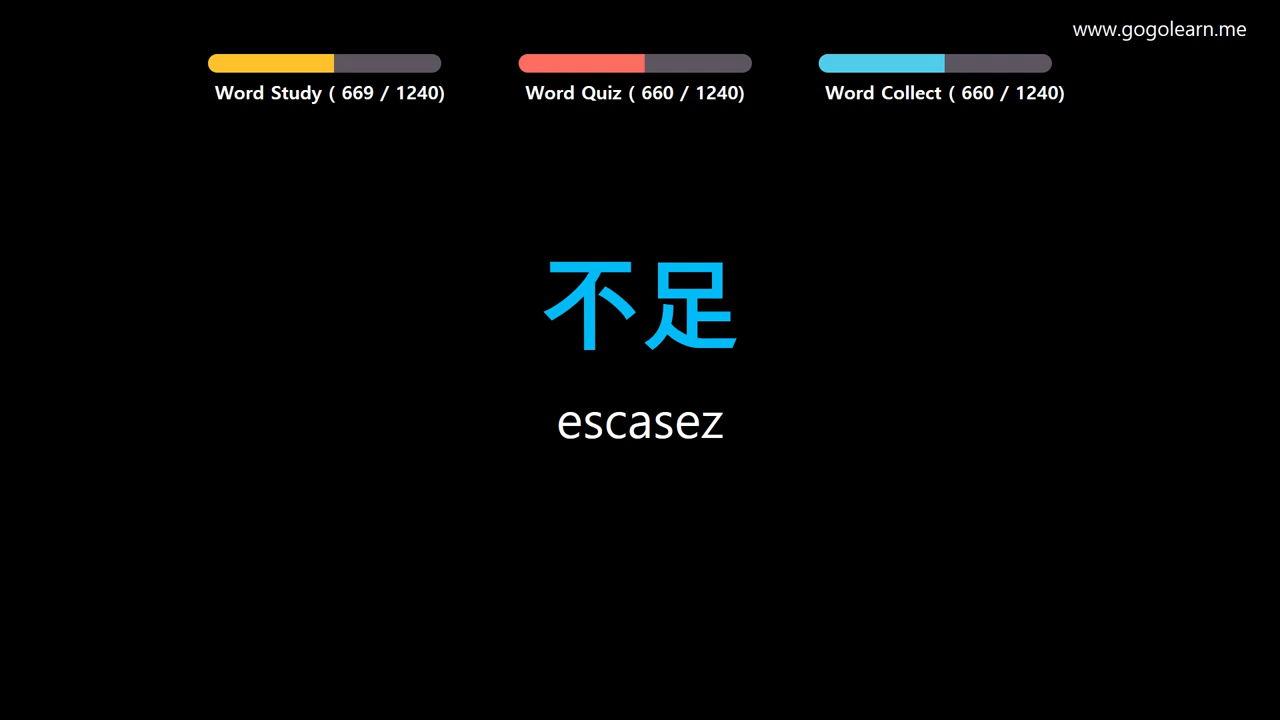 www.gogolearn.me
Word Study ( 669 / 1240)
Word Quiz ( 660 / 1240)
Word Collect ( 660 / 1240)
不足
escasez